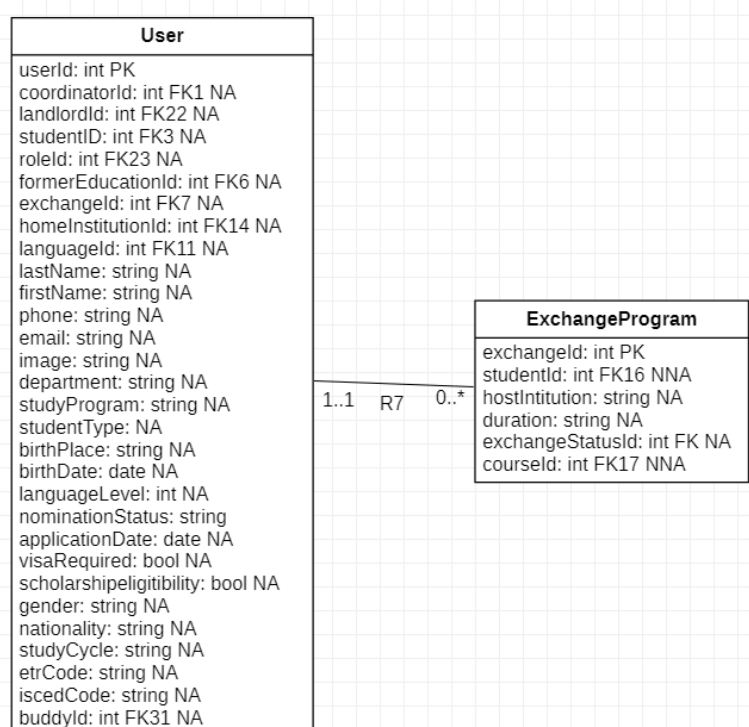 User
userId: int PK
coordinatorId: int FK1 NA
landlordId: int FK22 NA
studentID: int FK3 NA
roleId: int FK23 NA
formerEducationId: int FK6 NA
exchangeId: int FK7 NA
homeInstitutionId: int FK14 NA
languageId: int FK11 NA
lastName: string NA
firstName: string NA
phone: string NA
email: string NA
image: string NA
department: string NA
studyProgram: string NA
studentType: NA
birthPlace: string NA
birthDate: date NA
languageLevel: int NA
nominationStatus: string
applicationDate: date NA
visaRequired: bool NA
scholarshipeligitibility: bool NA
gender: string NA
nationality: string NA
studyCycle: string NA
etrCode: string NA
iscedCode: string NA
buddyId: int FK31 NA
1..1 R7 0..*
ExchangeProgram
exchangeId: int PK
studentId: int FK16 NNA
hostIntitution: string NA
duration: string NA
exchangeStatusId: int FK NA
courseId: int FK17 NNA